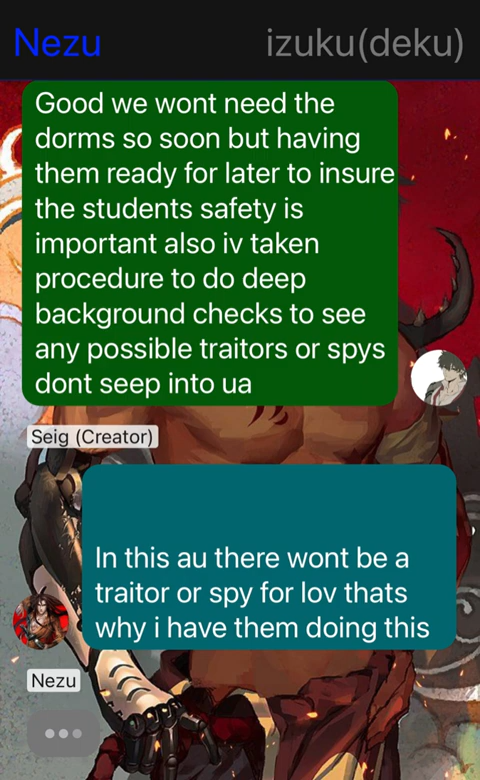 Nezu
izuku(deku)
Good we wont need the
dorms so soon but having
them ready for later to insure
the students safety is
important also iv taken
procedure to do deep
background checks to see
any possible traitors or spys
dont seep into ua
Seig (Creator)
In this au there wont be a
traitor or spy for lov thats
why i have them doing this
Nezu